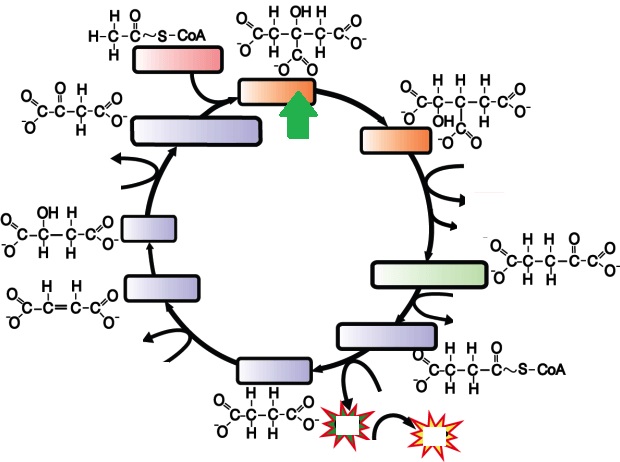 H O
H–C–C~S–CoA
H
H OH H
O C–C–C–C–C O
⁻O H C H O⁻
⁻O O
O H H H O
C–C–C–C–C
⁻O OH C H O⁻
⁻O O
O O H O
C–C–C–C
⁻O H O⁻
O OH H O
C–C–C–C
⁻O H H O⁻
O H H O O
C–C–C–C–C
⁻O H H O⁻
O H H O
C–C=C–C
⁻O O⁻
O H H O
C–C–C–C~S–CoA
⁻O H H
O H H O
C–C–C–C
⁻O H H O⁻